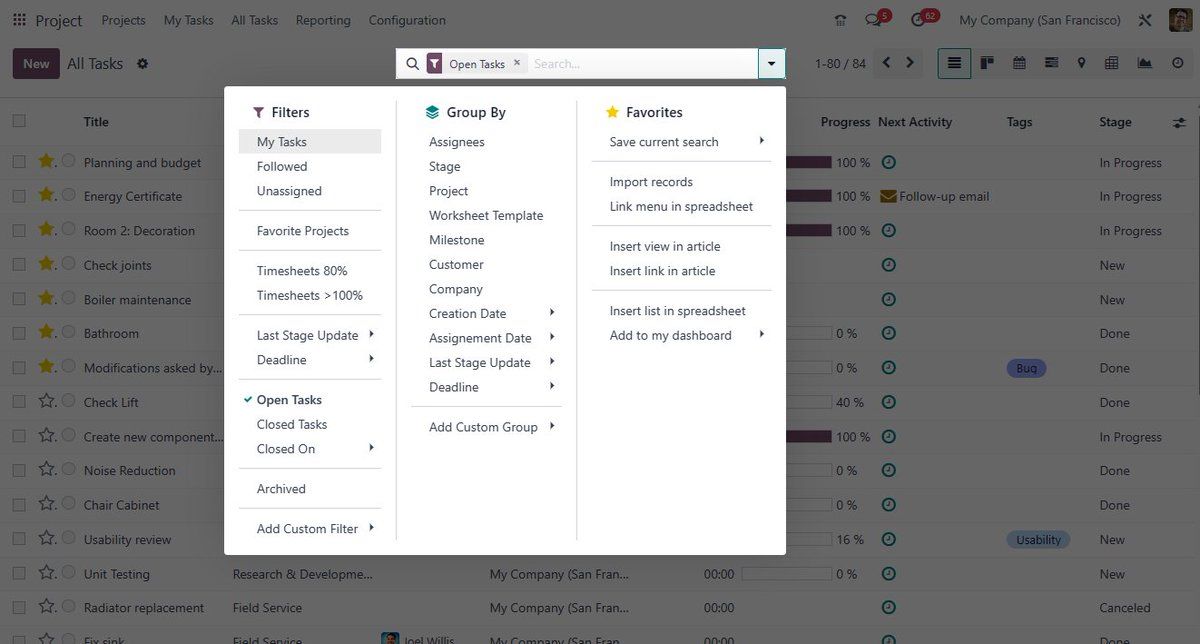 Project Projects My Tasks All Tasks Reporting Configuration 5 62 My Company (San Francisco)
New All Tasks Open Tasks × Search... 1-80 / 84
Filters
My Tasks
Followed
Unassigned
Favorite Projects
Timesheets 80%
Timesheets >100%
Last Stage Update
Deadline
Open Tasks
Closed Tasks
Closed On
Archived
Add Custom Filter
Group By
Assignees
Stage
Project
Worksheet Template
Milestone
Customer
Company
Creation Date
Assignement Date
Last Stage Update
Deadline
Add Custom Group
Favorites
Save current search
Import records
Link menu in spreadsheet
Insert view in article
Insert link in article
Insert list in spreadsheet
Add to my dashboard
Title Progress Next Activity Tags Stage
Planning and budget 100 % In Progress
Energy Certificate 100 % Follow-up email In Progress
Room 2: Decoration 100 % In Progress
Check joints New
Boiler maintenance New
Bathroom 0 % Done
Modifications asked by... 0 % Bug Done
Check Lift 40 % Done
Create new component... 100 % In Progress
Noise Reduction 0 % Done
Chair Cabinet 0 % Done
Usability review 16 % Usability New
Unit Testing Research & Developme... My Company (San Fran... 00:00 0 % New
Radiator replacement Field Service My Company (San Fran... 00:00 Canceled
Fix sink Field Service Joel Willis My Company (San Fran... 00:00 Done